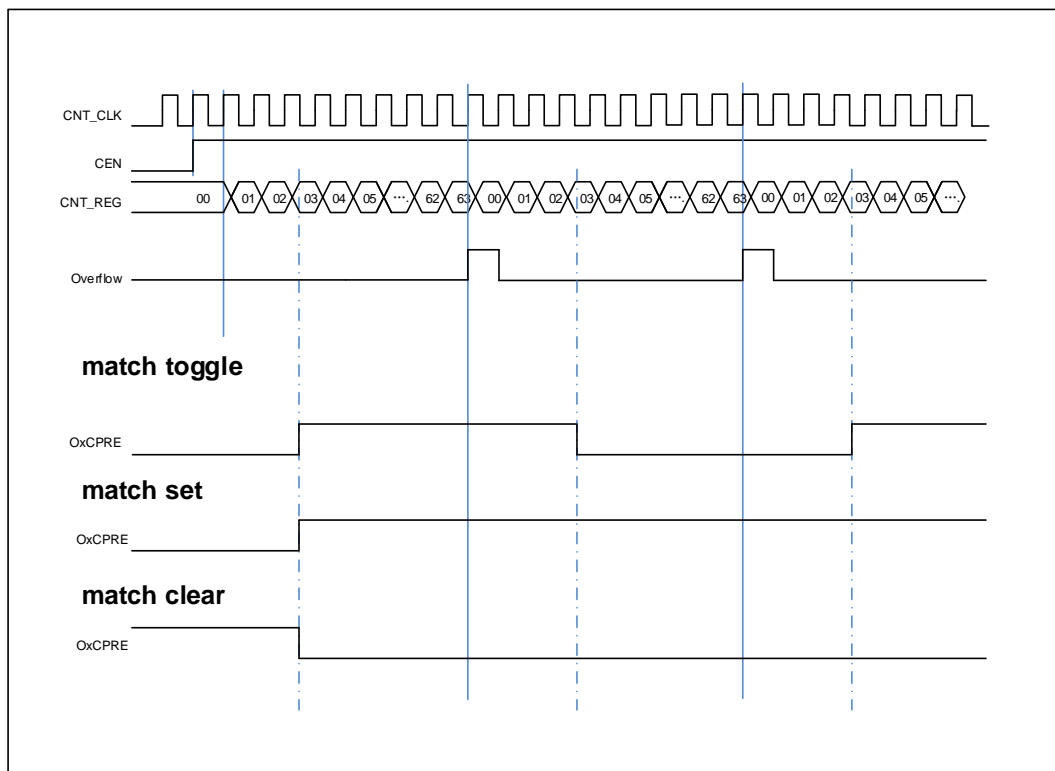 CNT_CLK
CEN
CNT_REG 00 01 02 03 04 05 …. 62 63 00 01 02 03 04 05 …. 62 63 00 01 02 03 04 05 ….
Overflow
match toggle
OxCPRE
match set
OxCPRE
match clear
OxCPRE